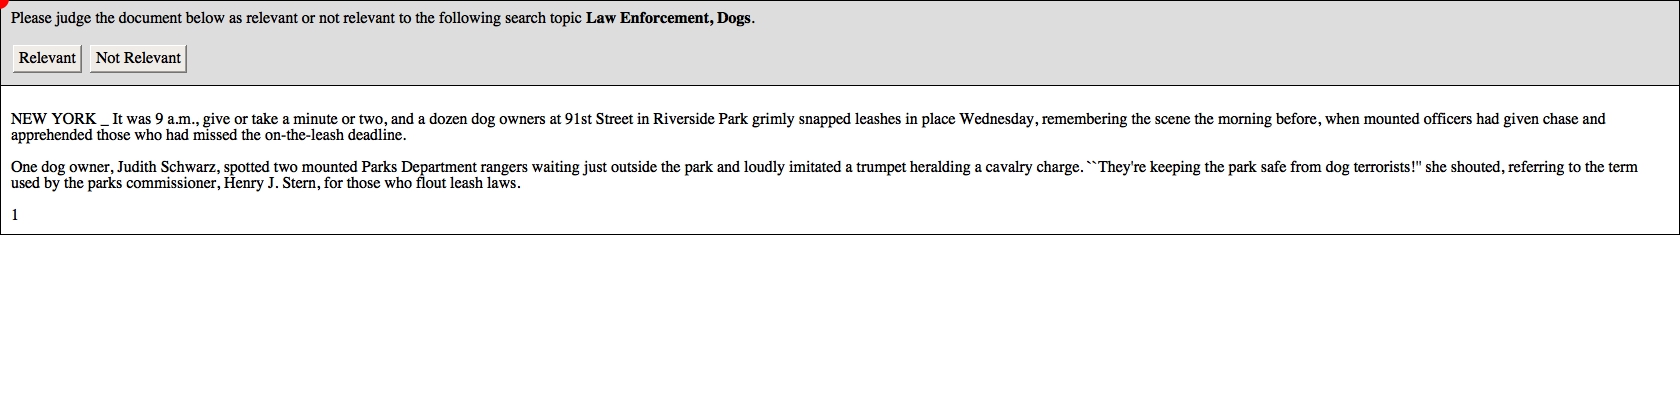 Please judge the document below as relevant or not relevant to the following search topic Law Enforcement, Dogs.
Relevant Not Relevant
NEW YORK _ It was 9 a.m., give or take a minute or two, and a dozen dog owners at 91st Street in Riverside Park grimly snapped leashes in place Wednesday, remembering the scene the morning before, when mounted officers had given chase and
apprehended those who had missed the on-the-leash deadline.
One dog owner, Judith Schwarz, spotted two mounted Parks Department rangers waiting just outside the park and loudly imitated a trumpet heralding a cavalry charge. ``They're keeping the park safe from dog terrorists!'' she shouted, referring to the term
used by the parks commissioner, Henry J. Stern, for those who flout leash laws.
1